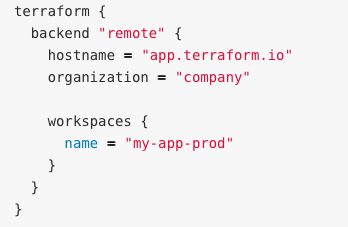 terraform {
  backend "remote" {
    hostname = "app.terraform.io"
    organization = "company"

    workspaces {
      name = "my-app-prod"
    }
  }
}